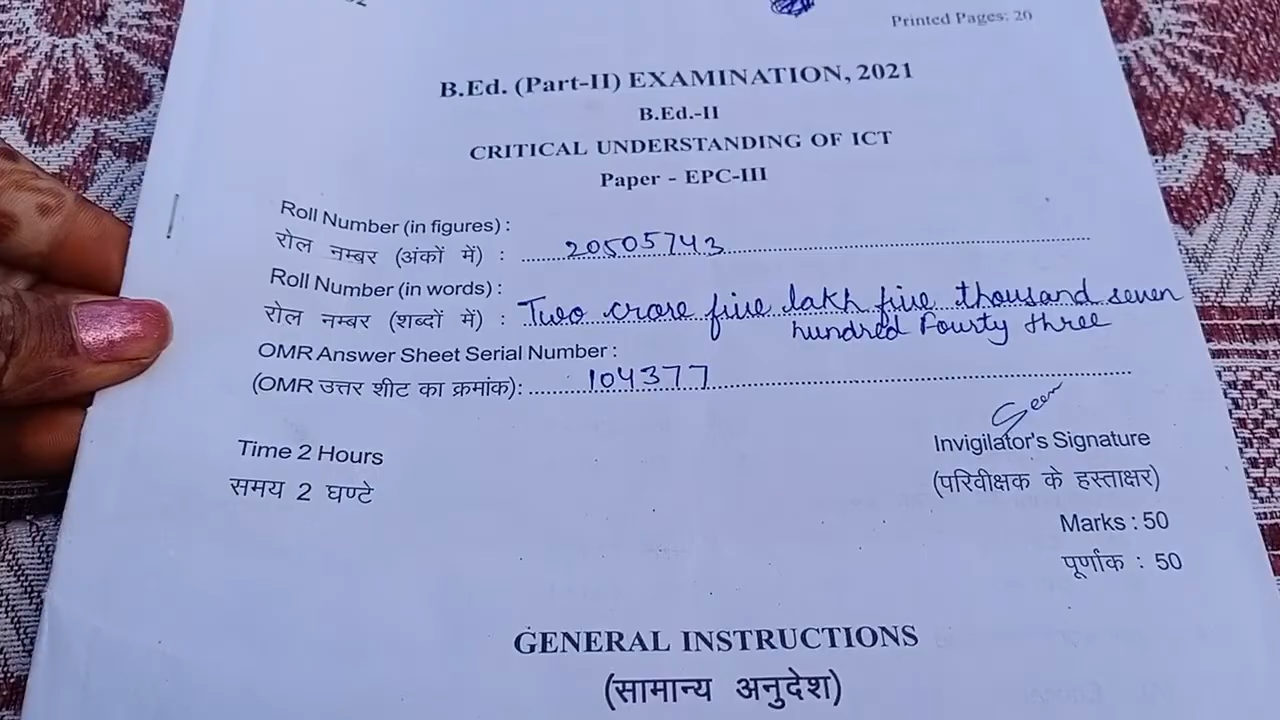 Printed Pages: 20
B.Ed. (Part-II) EXAMINATION, 2021
B.Ed.-II
CRITICAL UNDERSTANDING OF ICT
Paper - EPC-III
Roll Number (in figures) :
रोल नम्बर (अंकों में) : 20505743
Roll Number (in words) :
रोल नम्बर (शब्दों में) : Two crore five lakh five thousand seven
hundred Fourty three
OMR Answer Sheet Serial Number :
(OMR उत्तर शीट का क्रमांक): 104377
Time 2 Hours
समय 2 घण्टे
Invigilator's Signature
(परिवीक्षक के हस्ताक्षर)
Marks : 50
पूर्णांक : 50
GENERAL INSTRUCTIONS
(सामान्य अनुदेश)